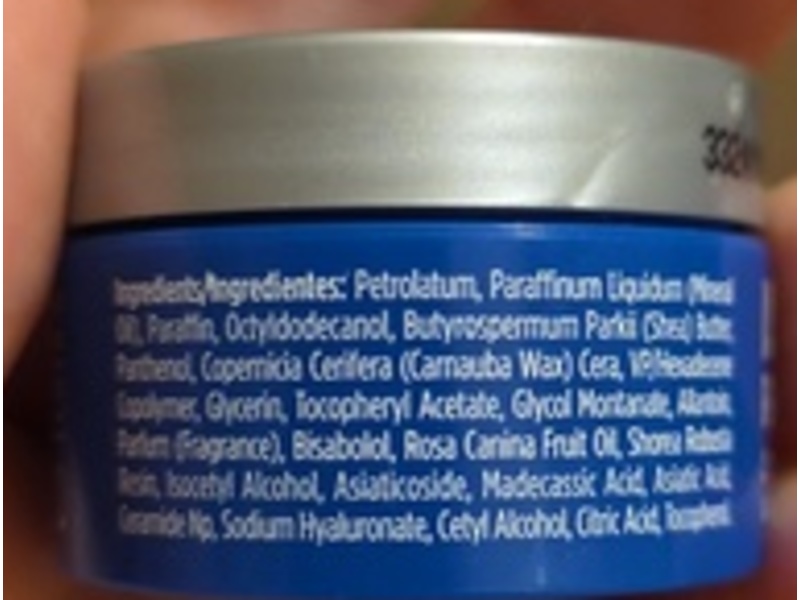 332
Ingredients/Ingredientes: Petrolatum, Paraffinum Liquidum (Mineral
Oil), Paraffin, Octyldodecanol, Butyrospermum Parkii (Shea) Butter,
Panthenol, Copernicia Cerifera (Carnauba Wax) Cera, VP/Hexadecene
Copolymer, Glycerin, Tocopheryl Acetate, Glycol Montanate, Allantoin,
Parfum (Fragrance), Bisabolol, Rosa Canina Fruit Oil, Shorea Robusta
Resin, Isocetyl Alcohol, Asiaticoside, Madecassic Acid, Asiatic Acid,
Ceramide Np, Sodium Hyaluronate, Cetyl Alcohol, Citric Acid, Tocopherol.